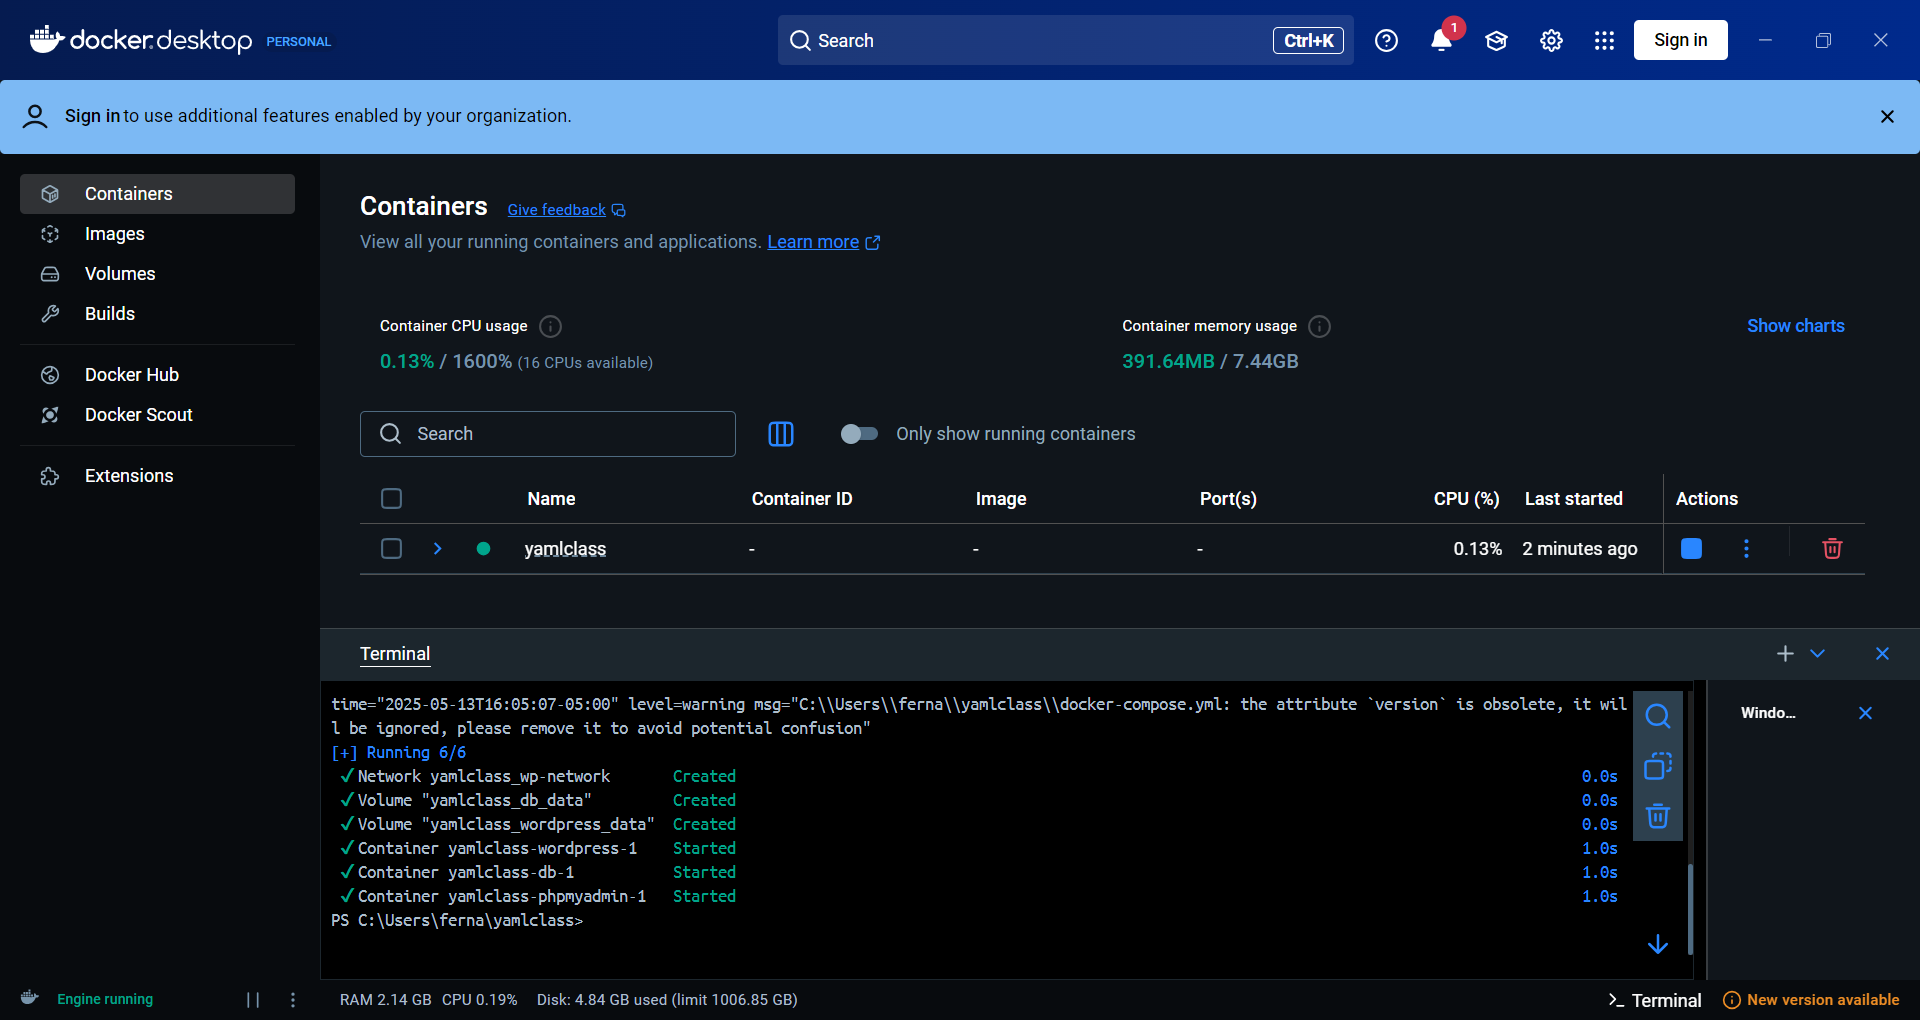 docker.desktop PERSONAL
Search
Ctrl+K
1
Sign in
Sign in to use additional features enabled by your organization.
Containers
Images
Volumes
Builds
Docker Hub
Docker Scout
Extensions
Containers
Give feedback
View all your running containers and applications. Learn more
Container CPU usage
0.13% / 1600% (16 CPUs available)
Container memory usage
391.64MB / 7.44GB
Show charts
Search
Only show running containers
Name Container ID Image Port(s) CPU (%) Last started Actions
yamlclass - - - 0.13% 2 minutes ago
Terminal
time="2025-05-13T16:05:07-05:00" level=warning msg="C:\\Users\\ferna\\yamlclass\\docker-compose.yml: the attribute `version` is obsolete, it wil
l be ignored, please remove it to avoid potential confusion"
[+] Running 6/6
✓Network yamlclass_wp-network Created 0.0s
✓Volume "yamlclass_db_data" Created 0.0s
✓Volume "yamlclass_wordpress_data" Created 0.0s
✓Container yamlclass-wordpress-1 Started 1.0s
✓Container yamlclass-db-1 Started 1.0s
✓Container yamlclass-phpmyadmin-1 Started 1.0s
PS C:\Users\ferna\yamlclass>
Windo...
Engine running
RAM 2.14 GB CPU 0.19% Disk: 4.84 GB used (limit 1006.85 GB)
Terminal
New version available